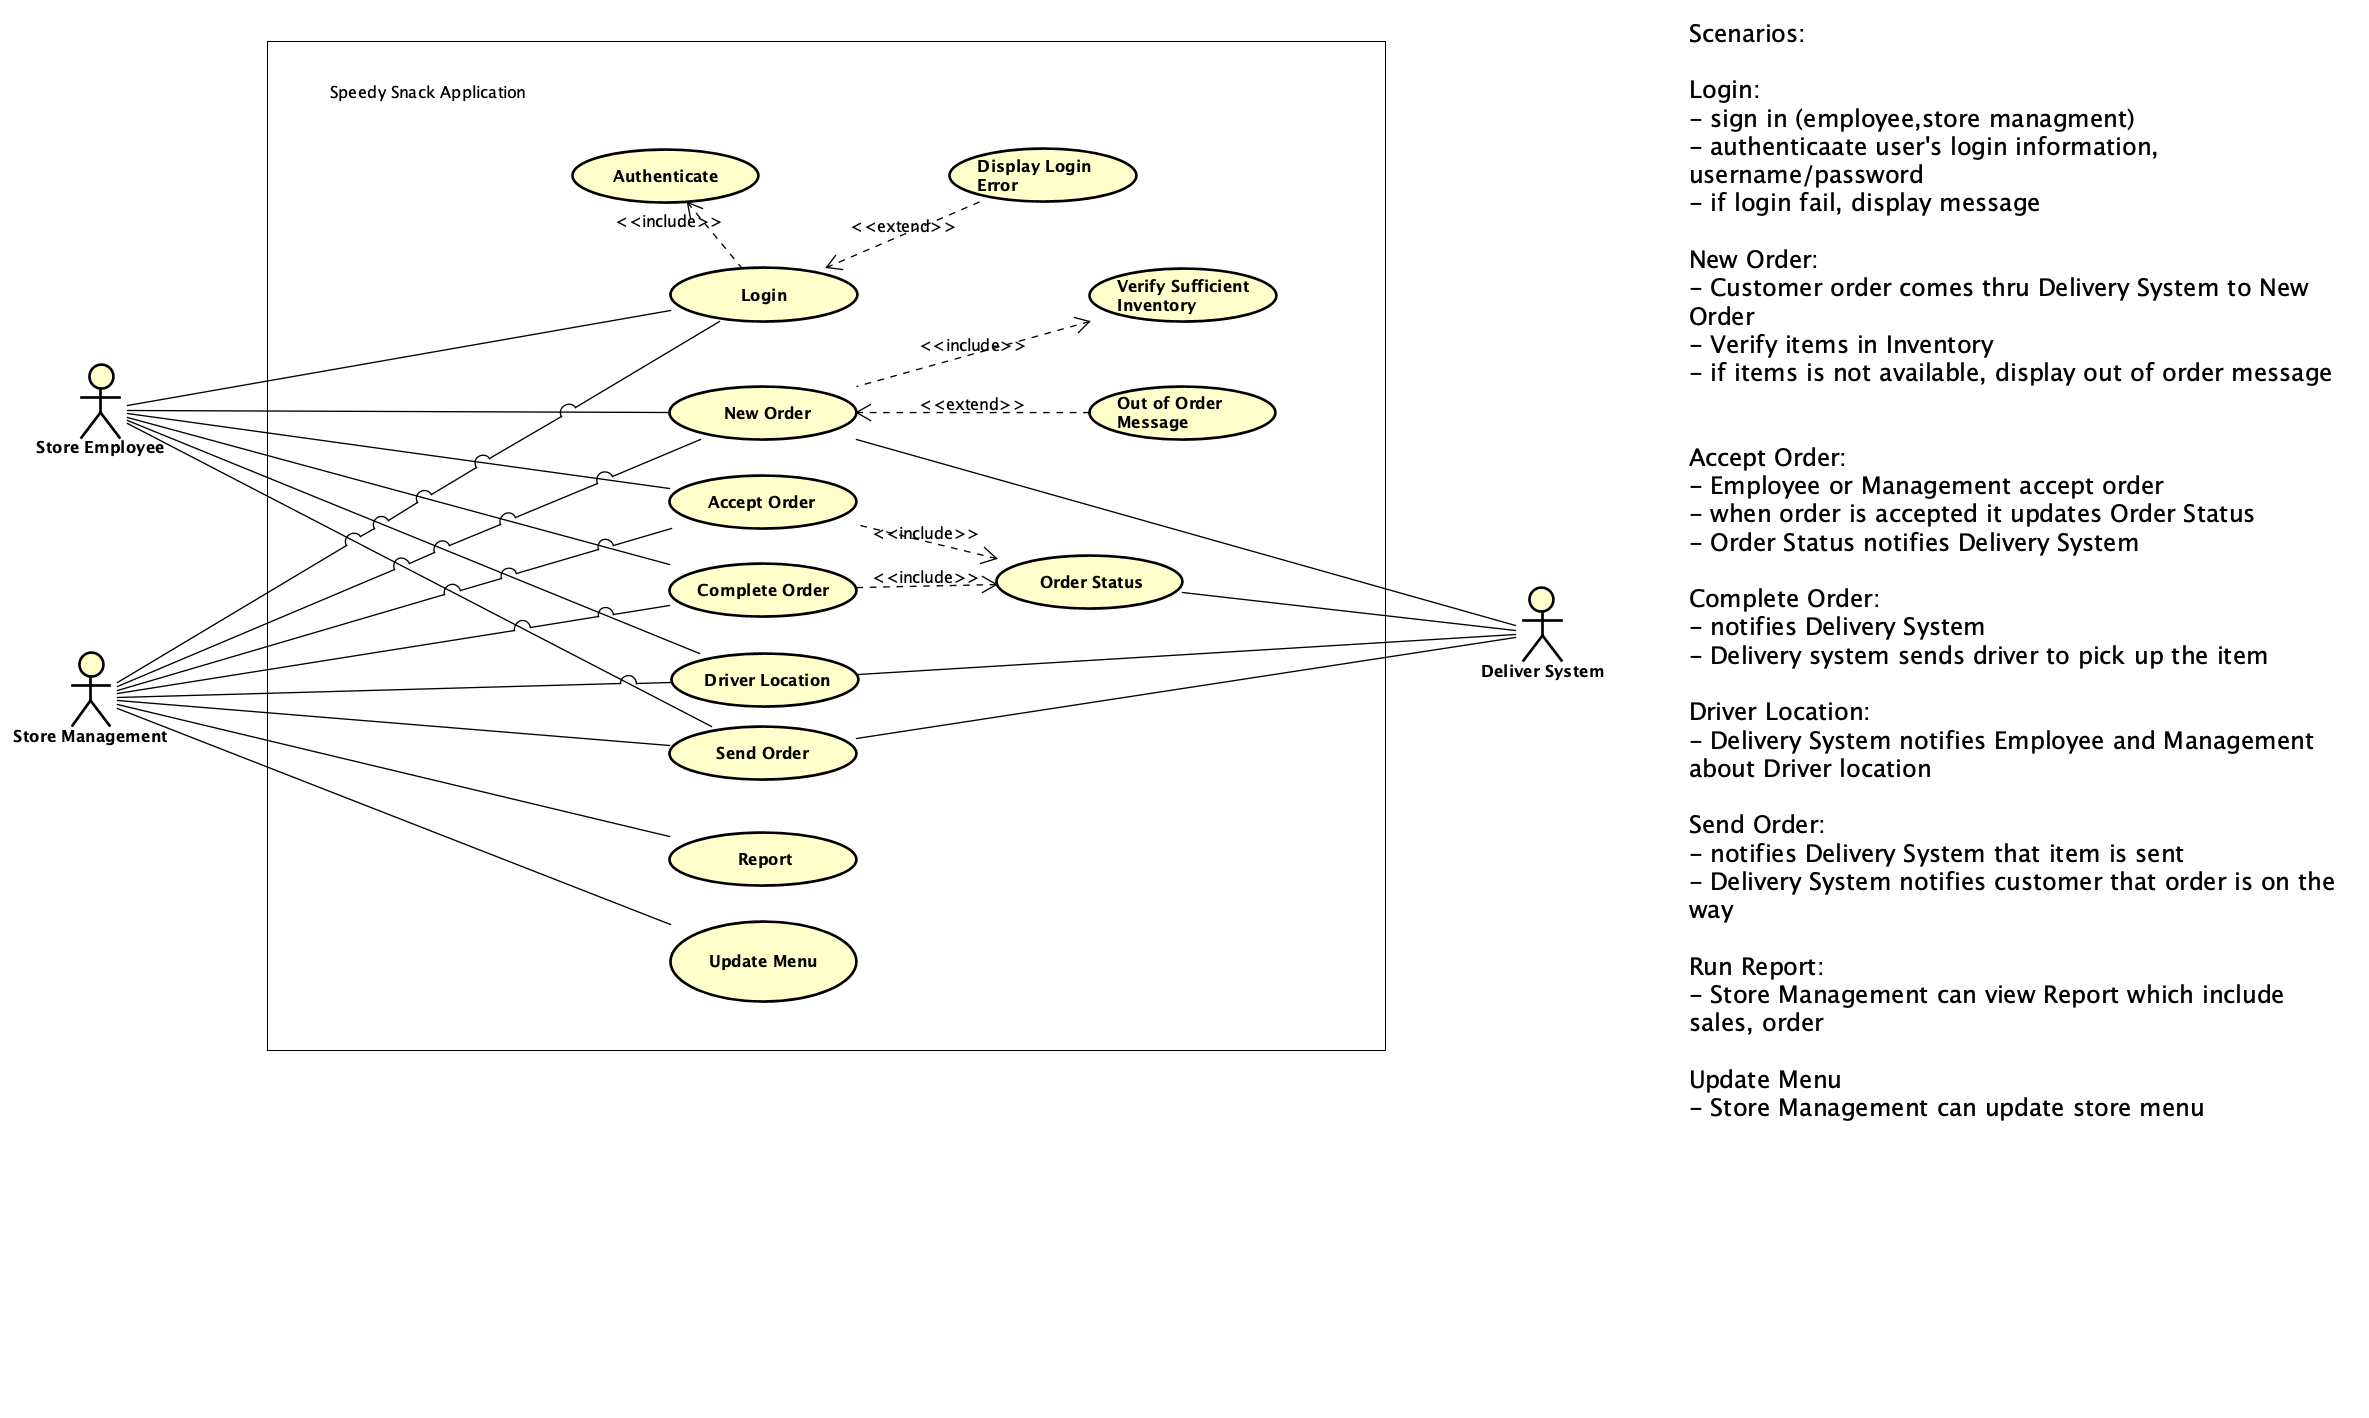 Speedy Snack Application
Authenticate
Display Login
Error
<<include>>
<<extend>>
Login
Verify Sufficient
Inventory
<<include>>
New Order
<<extend>>
Out of Order
Message
Store Employee
Accept Order
<<include>>
Complete Order
<<include>>
Order Status
Driver Location
Deliver System
Store Management
Send Order
Report
Update Menu
Scenarios:
Login:
- sign in (employee,store managment)
- authenticaate user's login information,
username/password
- if login fail, display message
New Order:
- Customer order comes thru Delivery System to New
Order
- Verify items in Inventory
- if items is not available, display out of order message
Accept Order:
- Employee or Management accept order
- when order is accepted it updates Order Status
- Order Status notifies Delivery System
Complete Order:
- notifies Delivery System
- Delivery system sends driver to pick up the item
Driver Location:
- Delivery System notifies Employee and Management
about Driver location
Send Order:
- notifies Delivery System that item is sent
- Delivery System notifies customer that order is on the
way
Run Report:
- Store Management can view Report which include
sales, order
Update Menu
- Store Management can update store menu